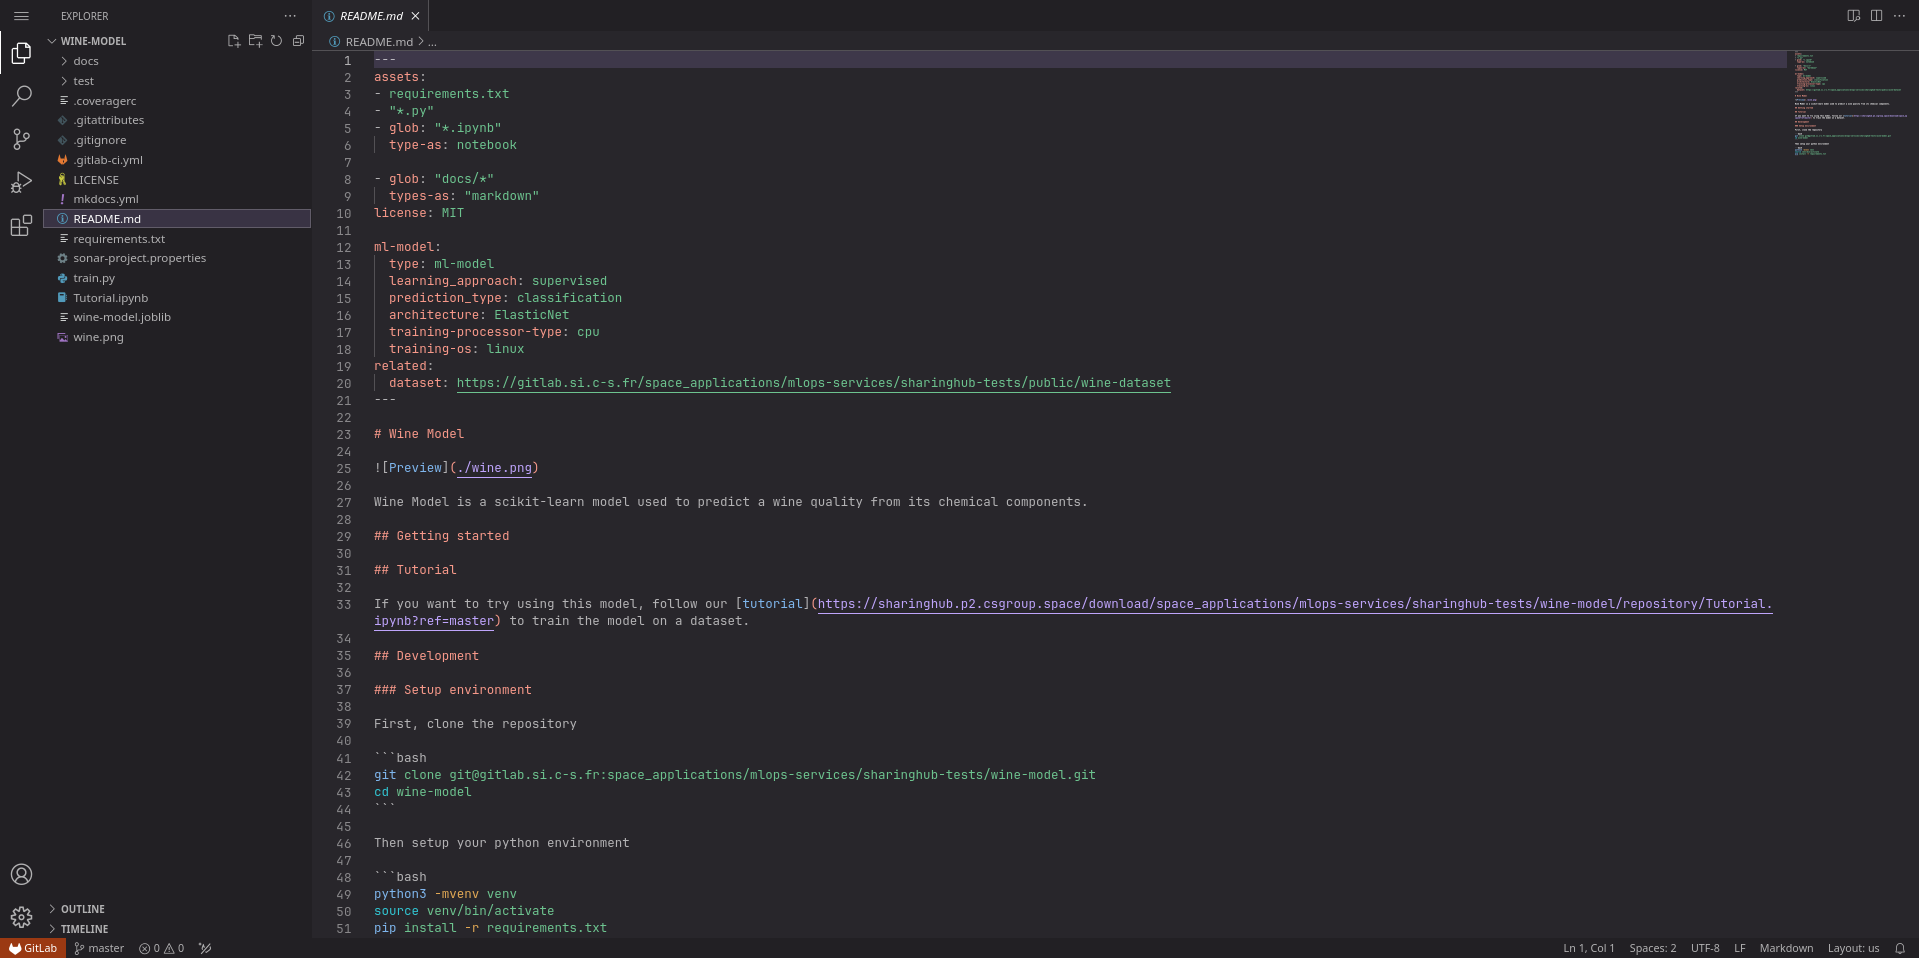 EXPLORER
WINE-MODEL
docs
test
.coveragerc
.gitattributes
.gitignore
.gitlab-ci.yml
LICENSE
mkdocs.yml
README.md
requirements.txt
sonar-project.properties
train.py
Tutorial.ipynb
wine-model.joblib
wine.png
OUTLINE
TIMELINE
README.md
README.md > ...
1 ---
2 assets:
3 - requirements.txt
4 - "*.py"
5 - glob: "*.ipynb"
6   type-as: notebook
7
8 - glob: "docs/*"
9   types-as: "markdown"
10 license: MIT
11
12 ml-model:
13   type: ml-model
14   learning_approach: supervised
15   prediction_type: classification
16   architecture: ElasticNet
17   training-processor-type: cpu
18   training-os: linux
19 related:
20   dataset: https://gitlab.si.c-s.fr/space_applications/mlops-services/sharinghub-tests/public/wine-dataset
21 ---
22
23 # Wine Model
24
25 ![Preview](./wine.png)
26
27 Wine Model is a scikit-learn model used to predict a wine quality from its chemical components.
28
29 ## Getting started
30
31 ## Tutorial
32
33 If you want to try using this model, follow our [tutorial](https://sharinghub.p2.csgroup.space/download/space_applications/mlops-services/sharinghub-tests/wine-model/repository/Tutorial.
ipynb?ref=master) to train the model on a dataset.
34
35 ## Development
36
37 ### Setup environment
38
39 First, clone the repository
40
41 ```bash
42 git clone git@gitlab.si.c-s.fr:space_applications/mlops-services/sharinghub-tests/wine-model.git
43 cd wine-model
44 ```
45
46 Then setup your python environment
47
48 ```bash
49 python3 -mvenv venv
50 source venv/bin/activate
51 pip install -r requirements.txt
GitLab master 0 0 Ln 1, Col 1 Spaces: 2 UTF-8 LF Markdown Layout: us